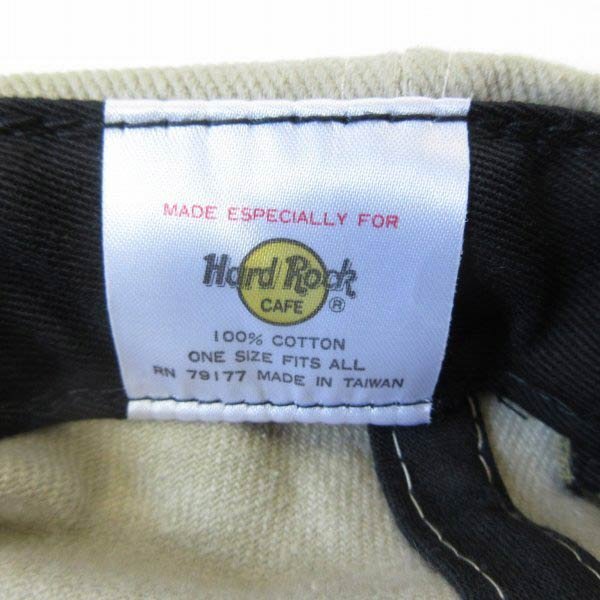 MADE ESPECIALLY FOR
Hard Rock
CAFE ®
100% COTTON
ONE SIZE FITS ALL
RN 79177 MADE IN TAIWAN